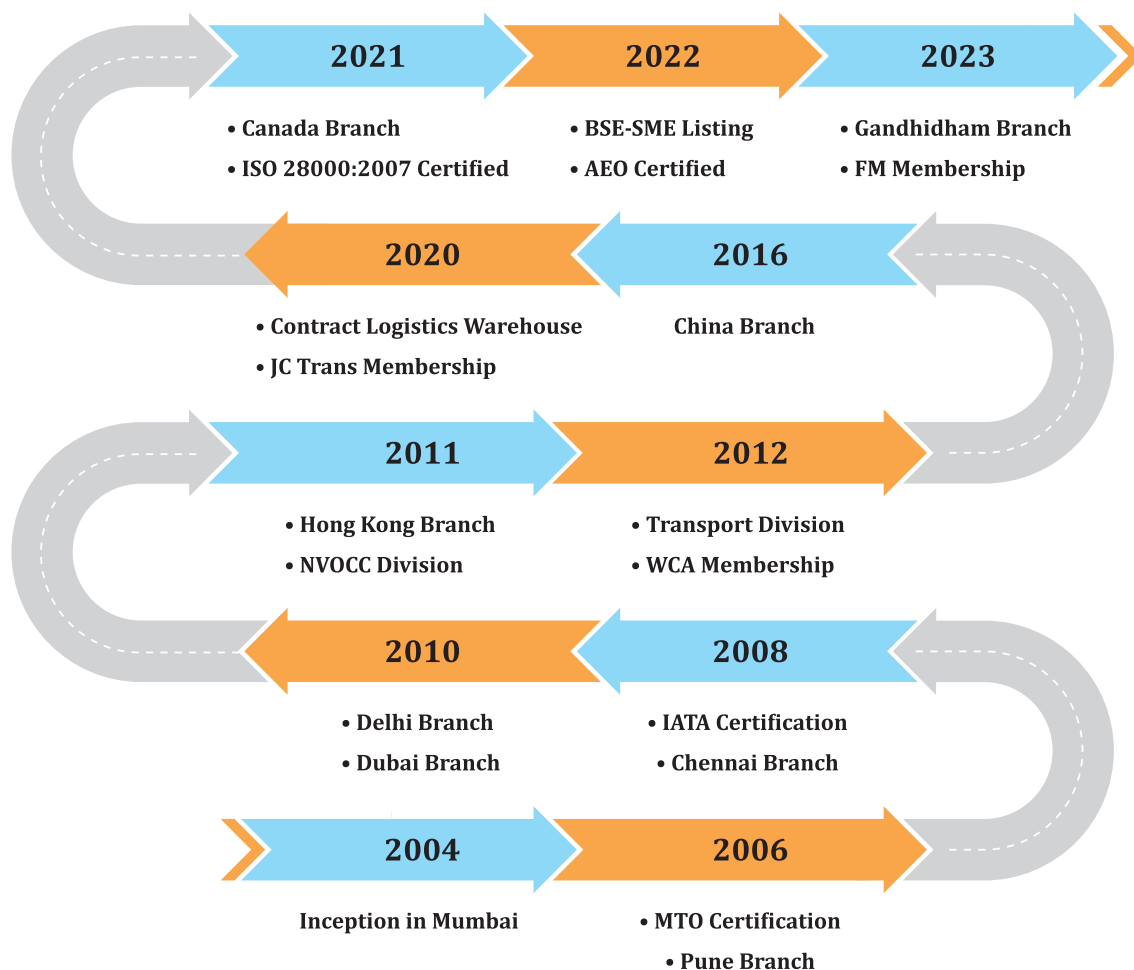 2021
2022
2023
• Canada Branch
• ISO 28000:2007 Certified
• BSE-SME Listing
• AEO Certified
• Gandhidham Branch
• FM Membership
2020
2016
• Contract Logistics Warehouse
• JC Trans Membership
China Branch
2011
2012
• Hong Kong Branch
• NVOCC Division
• Transport Division
• WCA Membership
2010
2008
• Delhi Branch
• Dubai Branch
• IATA Certification
• Chennai Branch
2004
2006
Inception in Mumbai
• MTO Certification
• Pune Branch